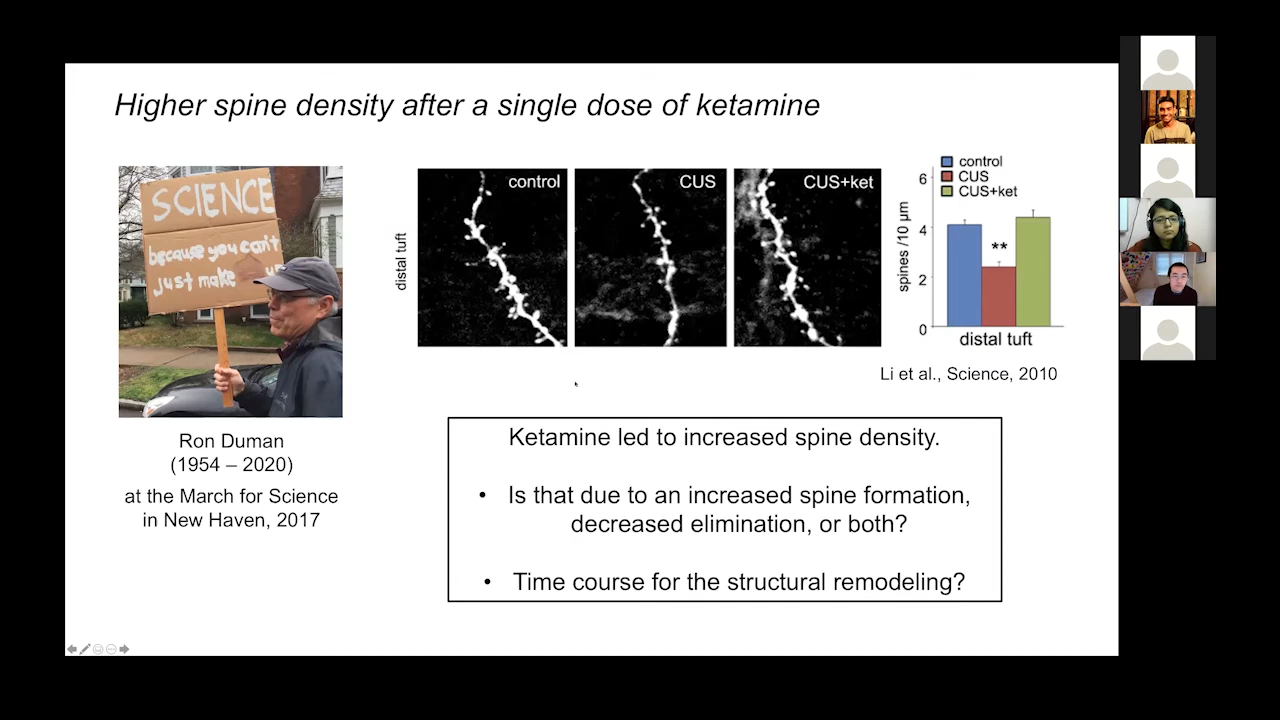 Higher spine density after a single dose of ketamine
SCIENCE
because you can't
just make
Ron Duman
(1954 – 2020)
at the March for Science
in New Haven, 2017
distal tuft
control
CUS
CUS+ket
control
CUS
CUS+ket
spines /10 µm
6
4
2
0
**
distal tuft
Li et al., Science, 2010
Ketamine led to increased spine density.
• Is that due to an increased spine formation,
decreased elimination, or both?
• Time course for the structural remodeling?